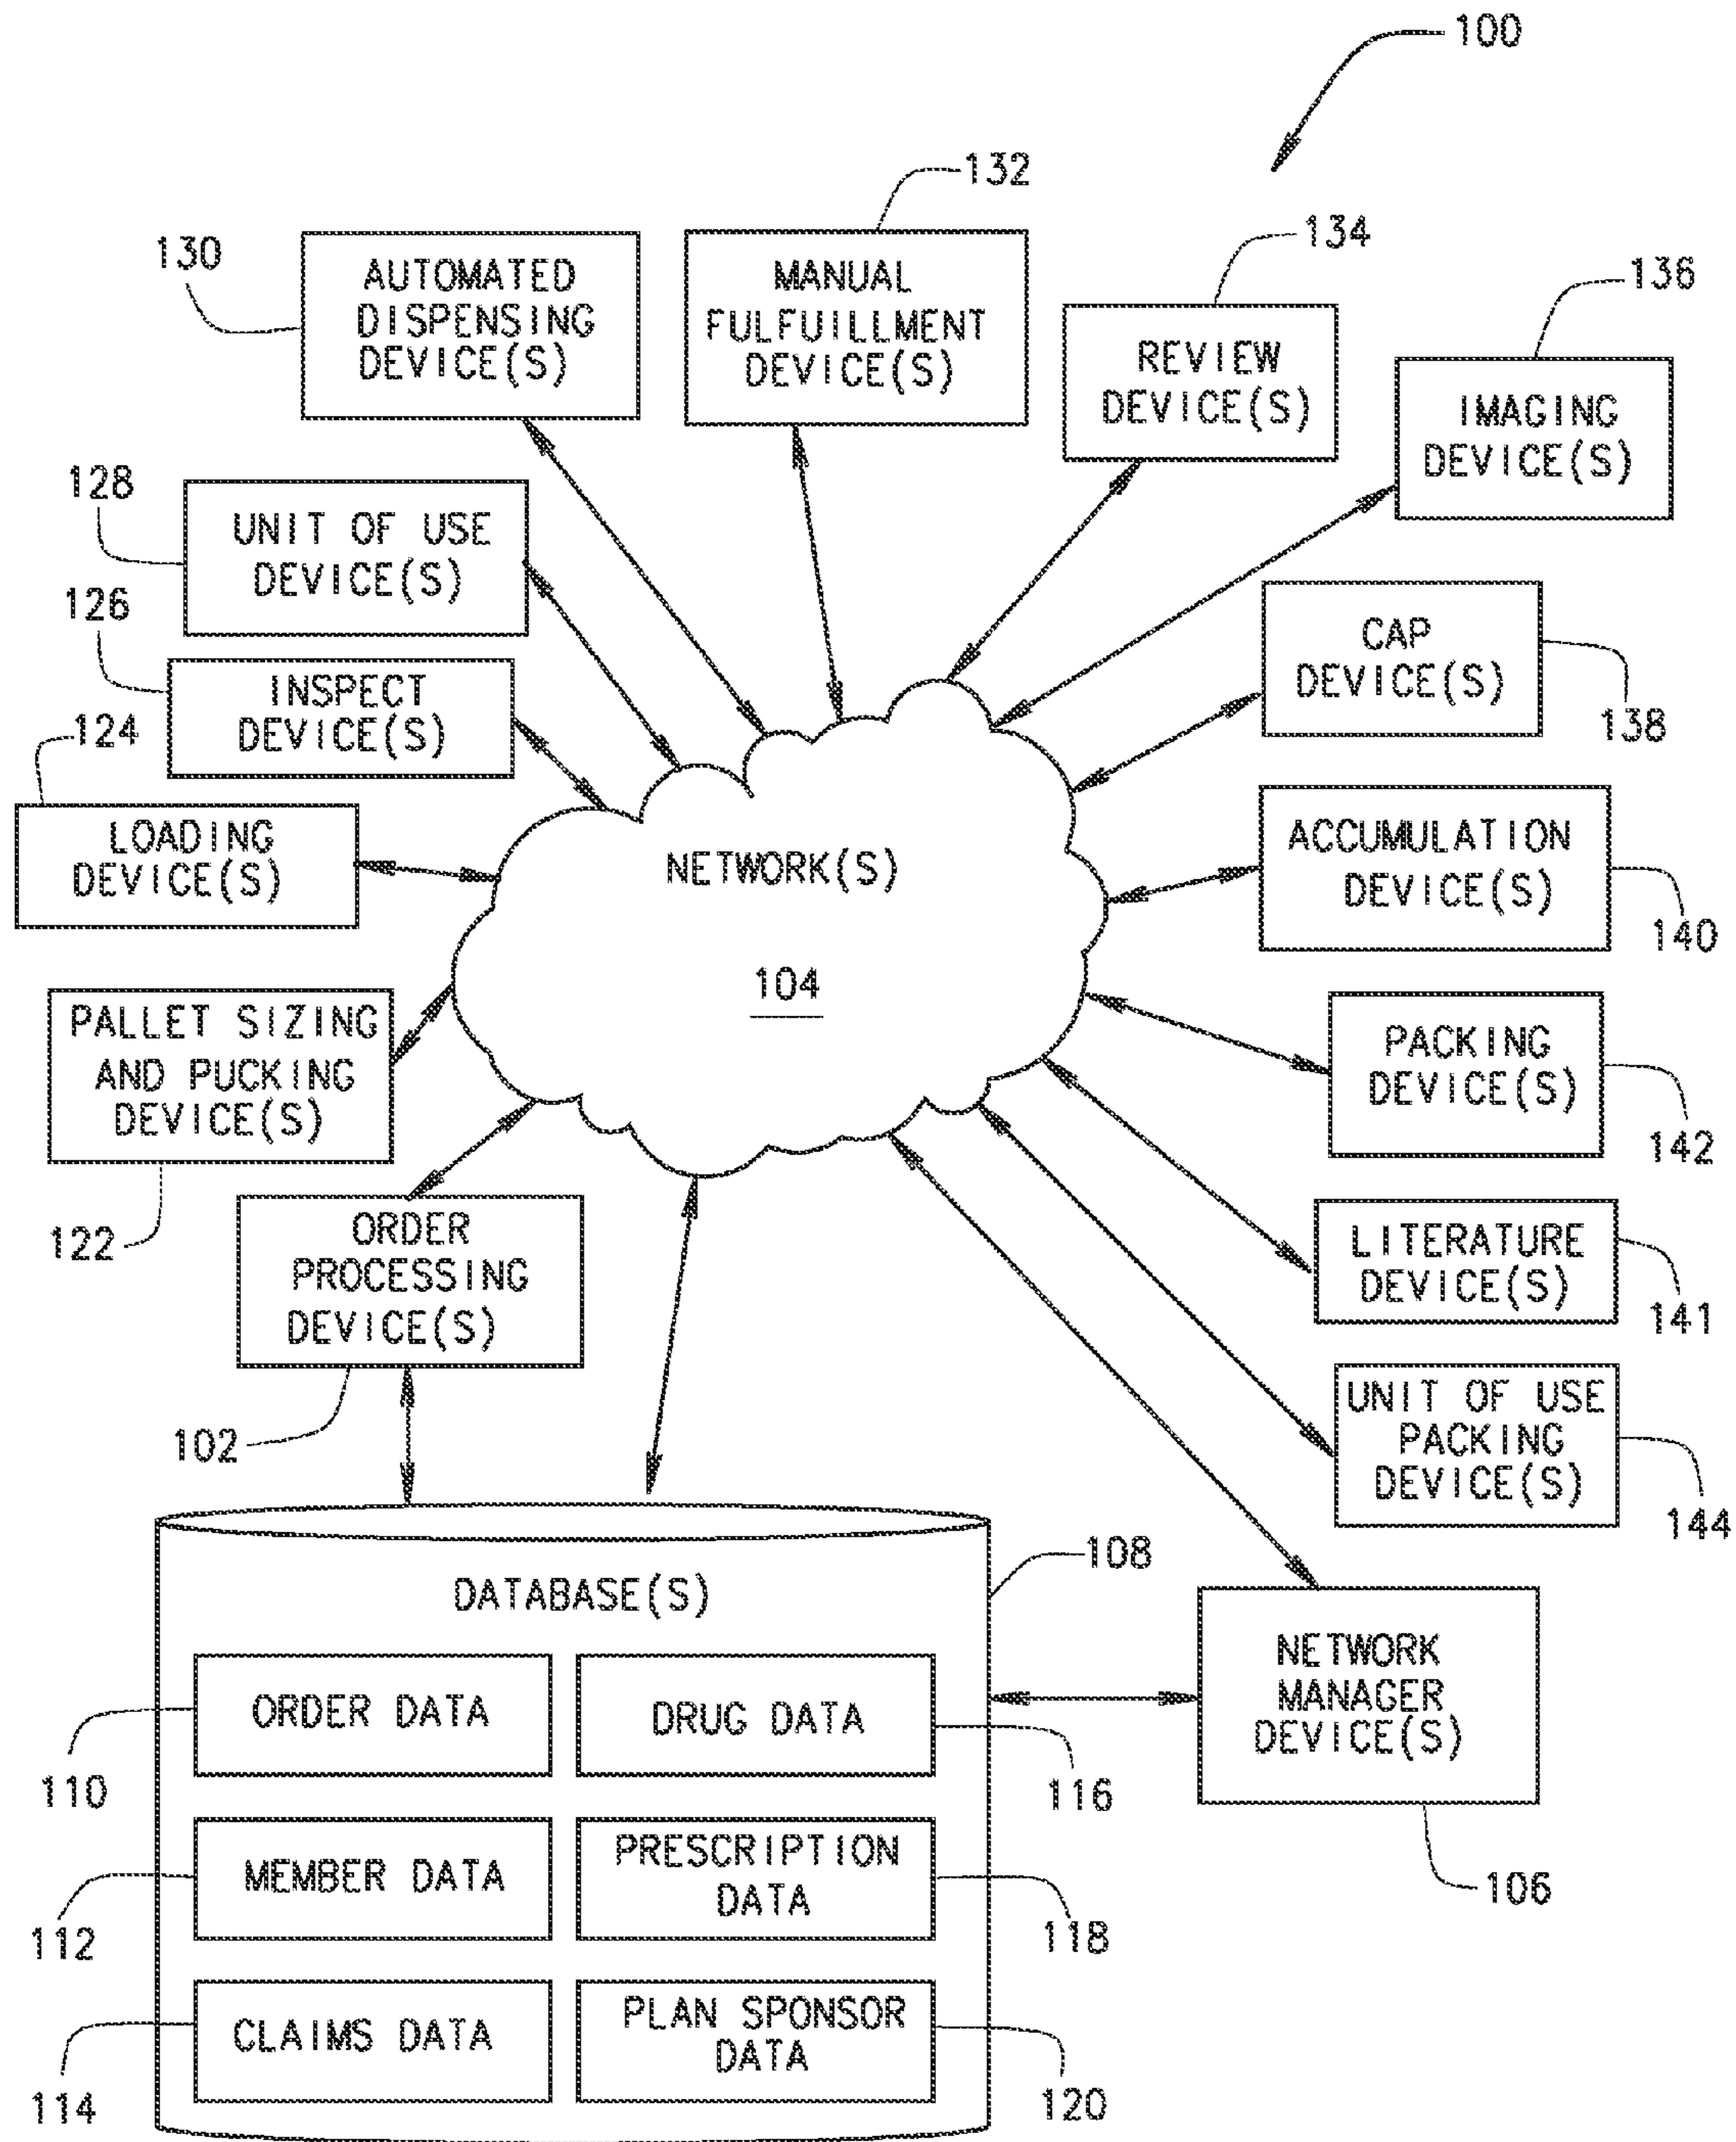 100
132
130
AUTOMATED
DISPENSING
DEVICE(S)
MANUAL
FULFUILLMENT
DEVICE(S)
134
REVIEW
DEVICE(S)
136
IMAGING
DEVICE(S)
128
UNIT OF USE
DEVICE(S)
126
INSPECT
DEVICE(S)
CAP
DEVICE(S)
138
124
LOADING
DEVICE(S)
NETWORK(S)
104
ACCUMULATION
DEVICE(S)
140
PALLET SIZING
AND PUCKING
DEVICE(S)
122
PACKING
DEVICE(S)
142
ORDER
PROCESSING
DEVICE(S)
102
LITERATURE
DEVICE(S)
141
UNIT OF USE
PACKING
DEVICE(S)
144
108
DATABASE(S)
NETWORK
MANAGER
DEVICE(S)
106
ORDER DATA
110
DRUG DATA
116
MEMBER DATA
112
PRESCRIPTION
DATA
118
CLAIMS DATA
114
PLAN SPONSOR
DATA
120